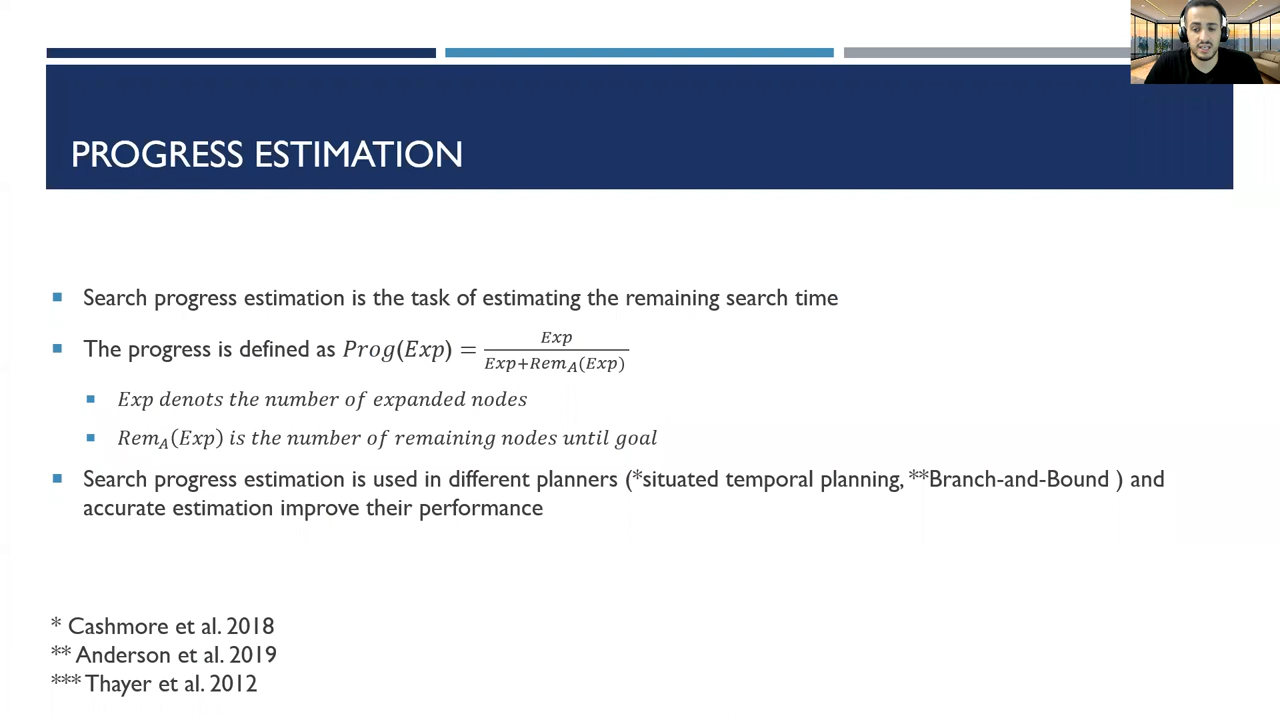 PROGRESS ESTIMATION
Search progress estimation is the task of estimating the remaining search time
The progress is defined as Prog(Exp) = Exp / Exp+Rem_A(Exp)
Exp denots the number of expanded nodes
Rem_A(Exp) is the number of remaining nodes until goal
Search progress estimation is used in different planners (*situated temporal planning, **Branch-and-Bound ) and
accurate estimation improve their performance
* Cashmore et al. 2018
** Anderson et al. 2019
*** Thayer et al. 2012